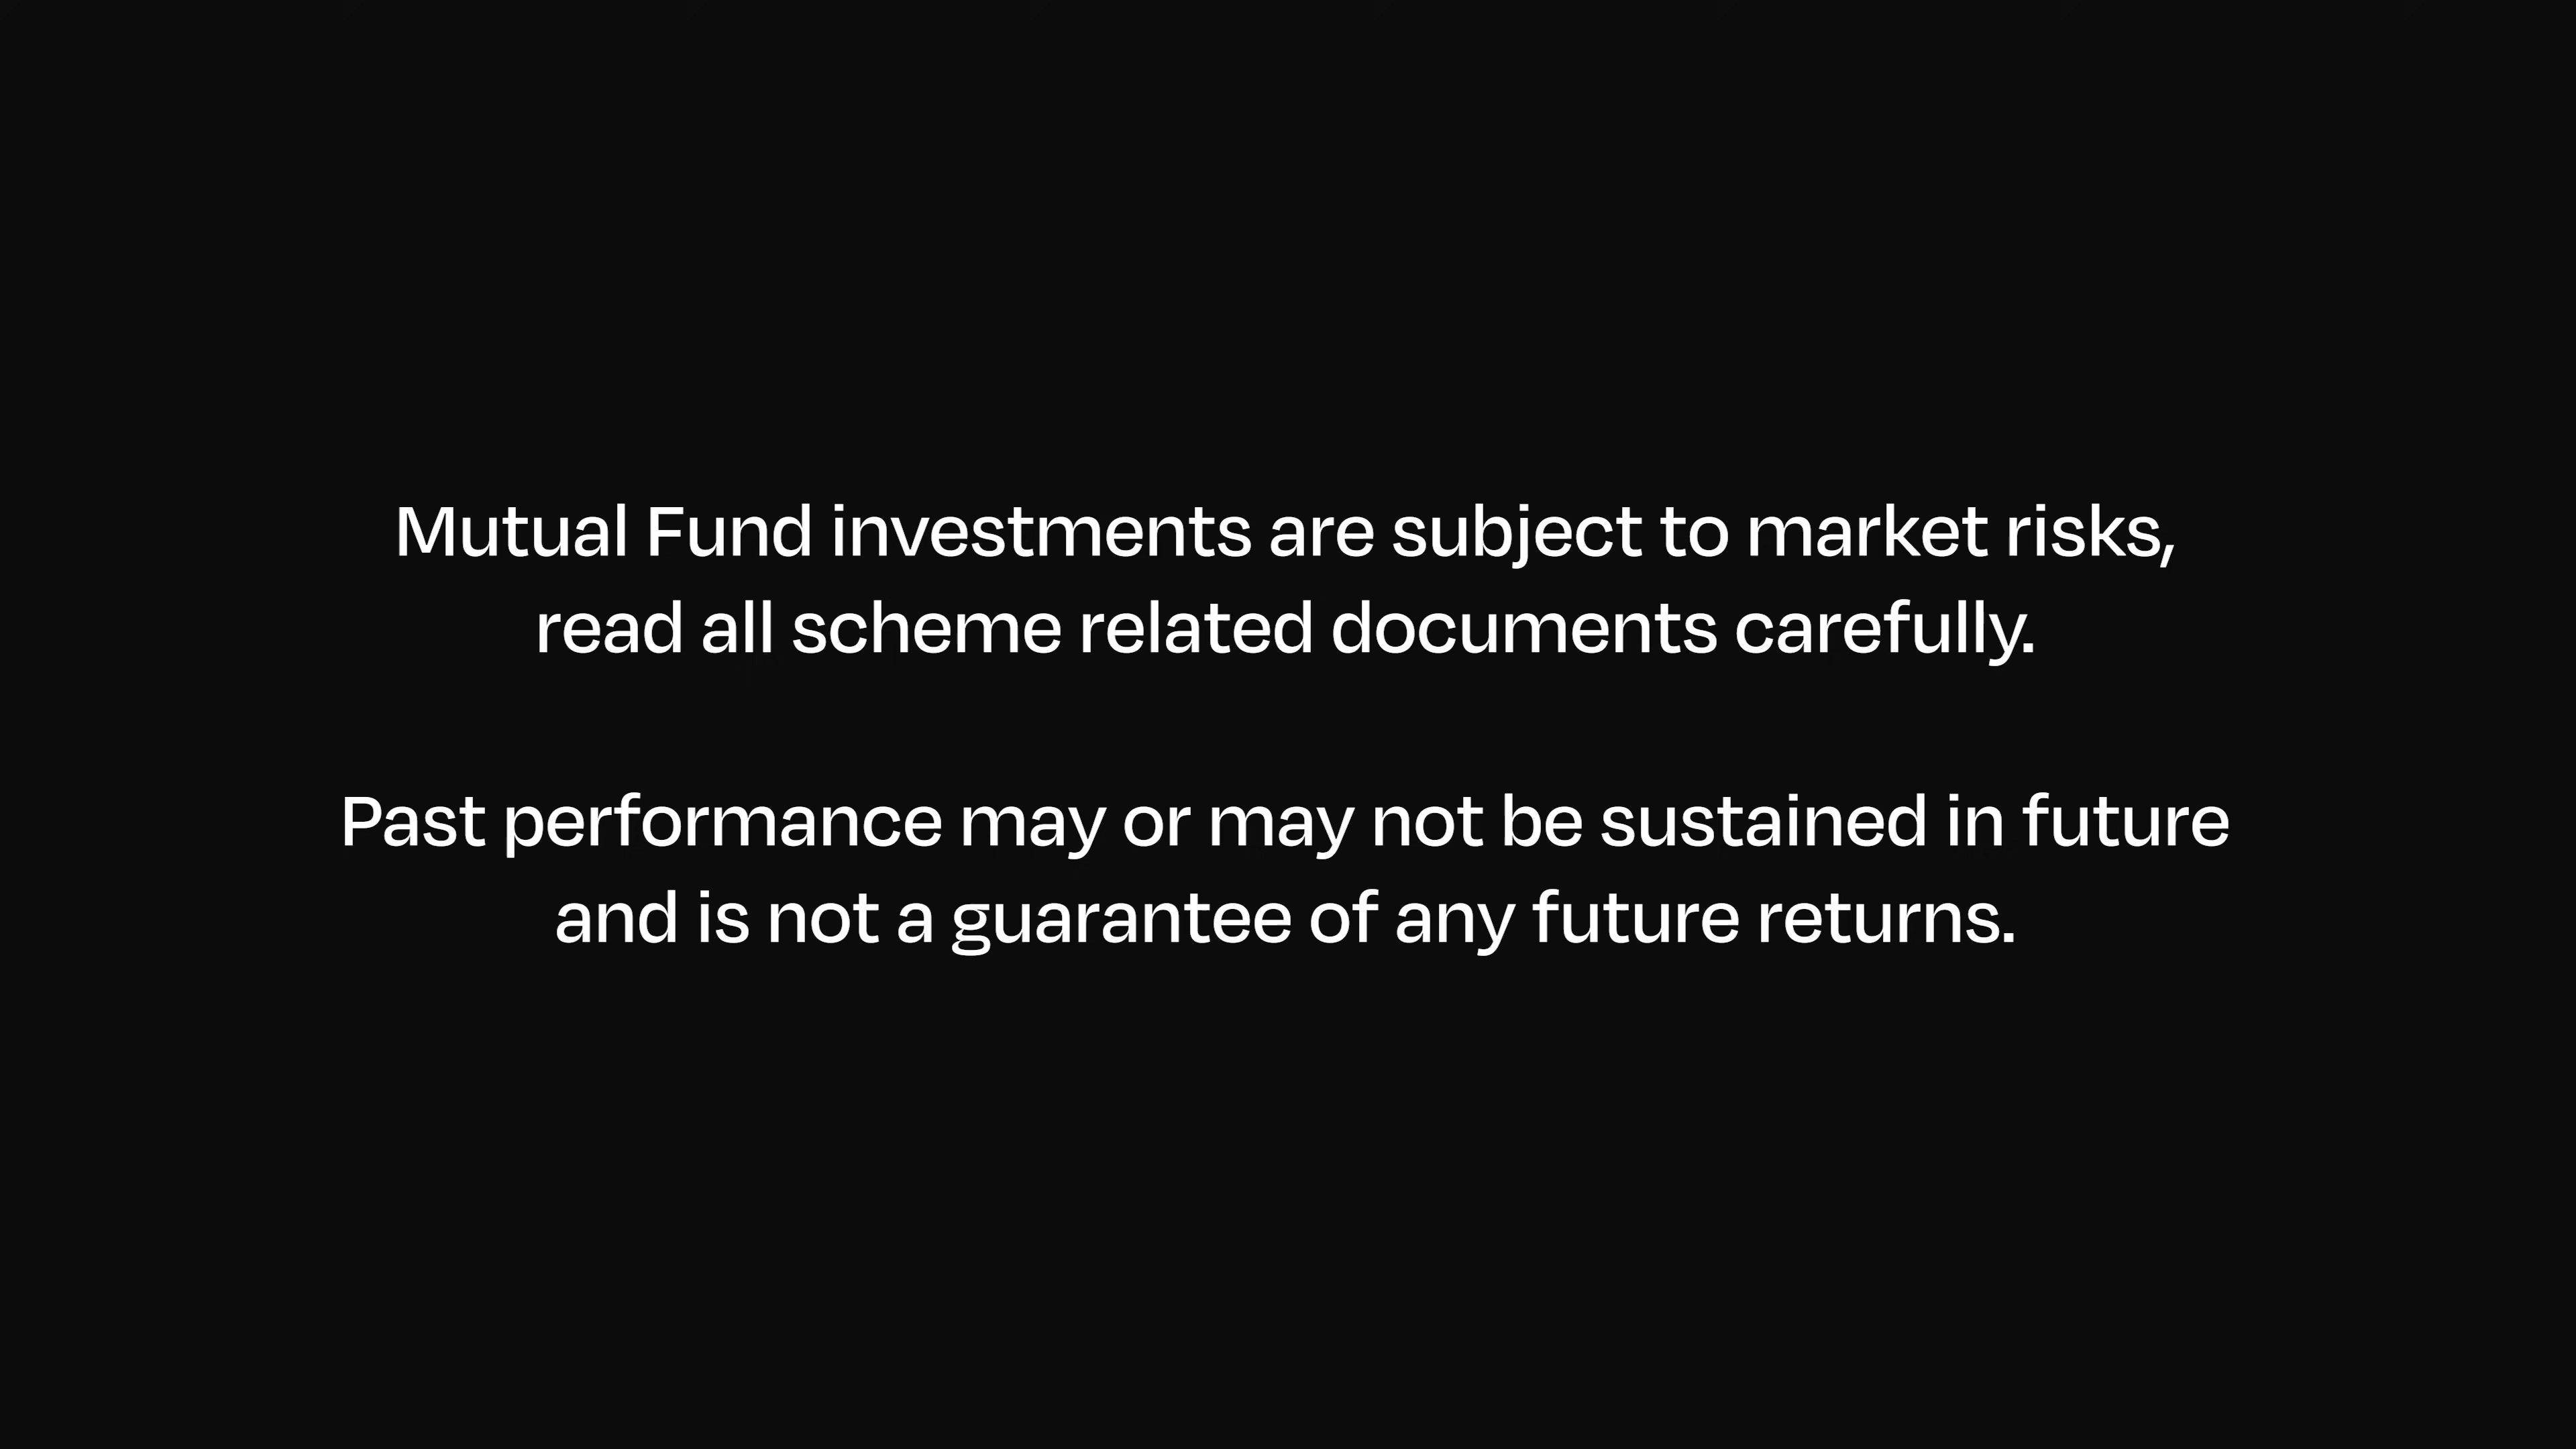 Mutual Fund investments are subject to market risks,
read all scheme related documents carefully.
Past performance may or may not be sustained in future
and is not a guarantee of any future returns.